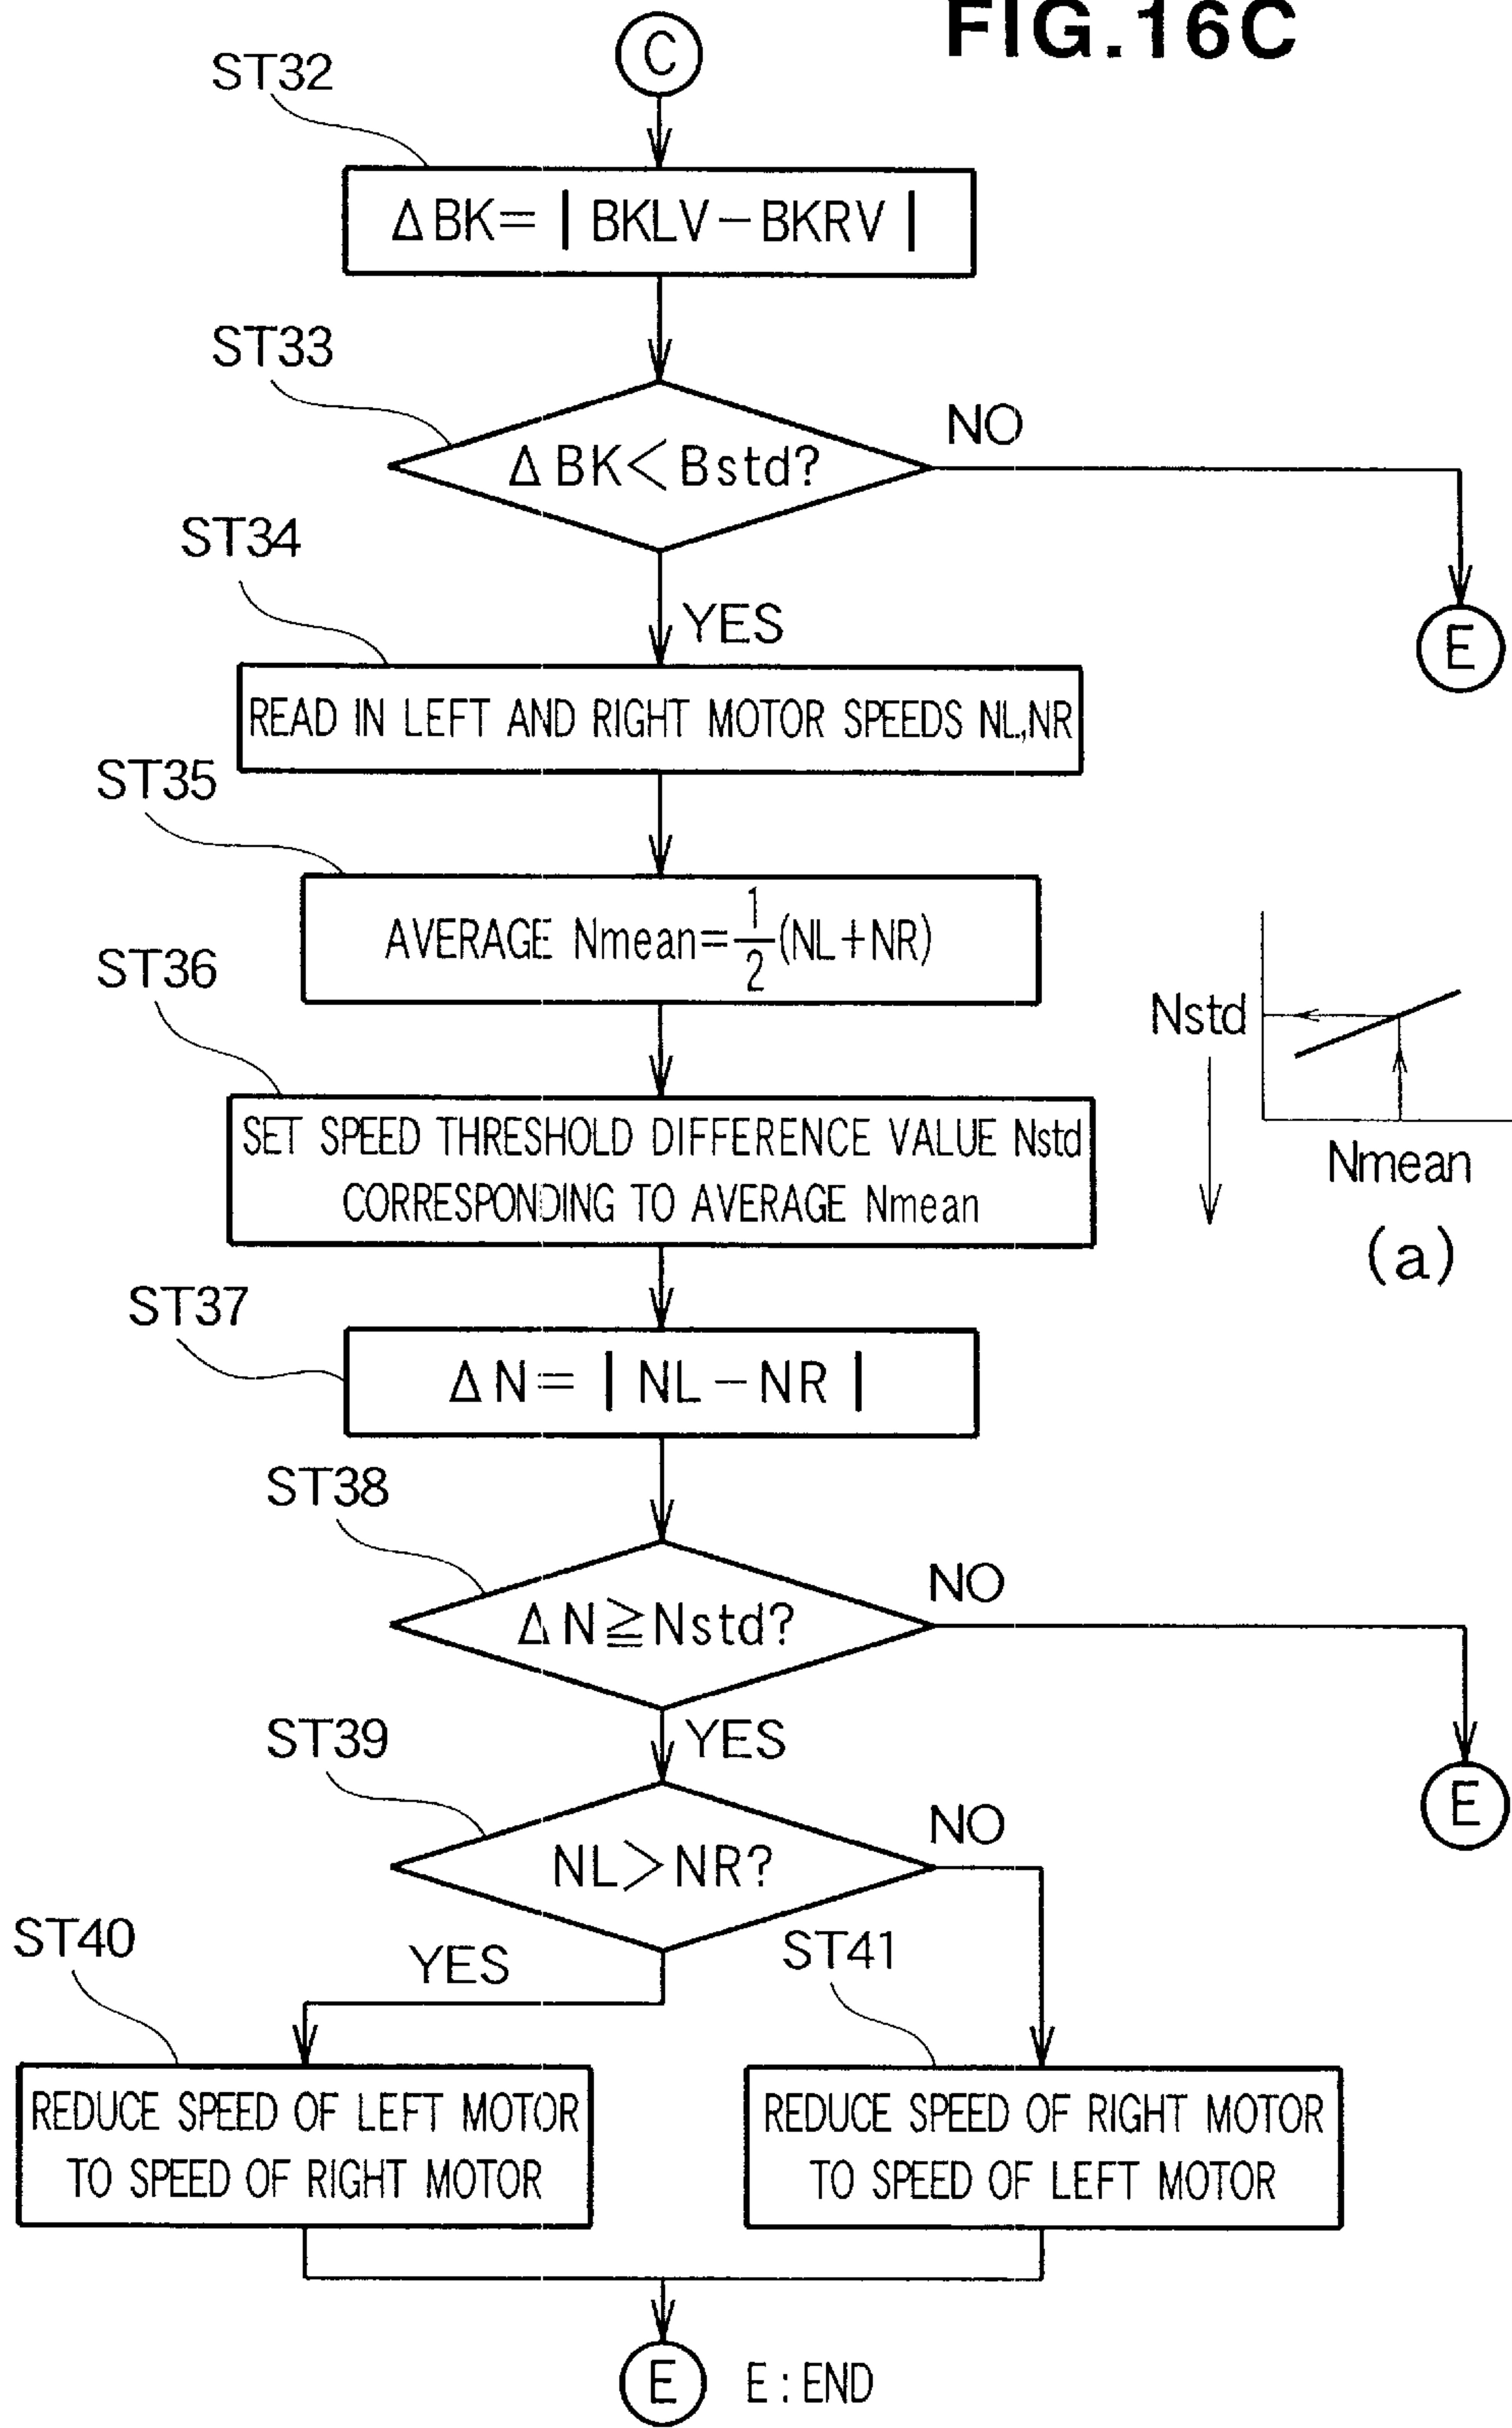 FIG.16C
C
ST32
ΔBK=|BKLV-BKRV|
ST33
ΔBK<Bstd?
NO
E
ST34
YES
READ IN LEFT AND RIGHT MOTOR SPEEDS NL,NR
ST35
AVERAGE Nmean=1/2(NL+NR)
ST36
SET SPEED THRESHOLD DIFFERENCE VALUE Nstd
CORRESPONDING TO AVERAGE Nmean
Nstd
Nmean
(a)
ST37
ΔN=|NL-NR|
ST38
ΔN≧Nstd?
NO
E
ST39
YES
NL>NR?
NO
ST40
YES
ST41
REDUCE SPEED OF LEFT MOTOR
TO SPEED OF RIGHT MOTOR
REDUCE SPEED OF RIGHT MOTOR
TO SPEED OF LEFT MOTOR
E
E:END